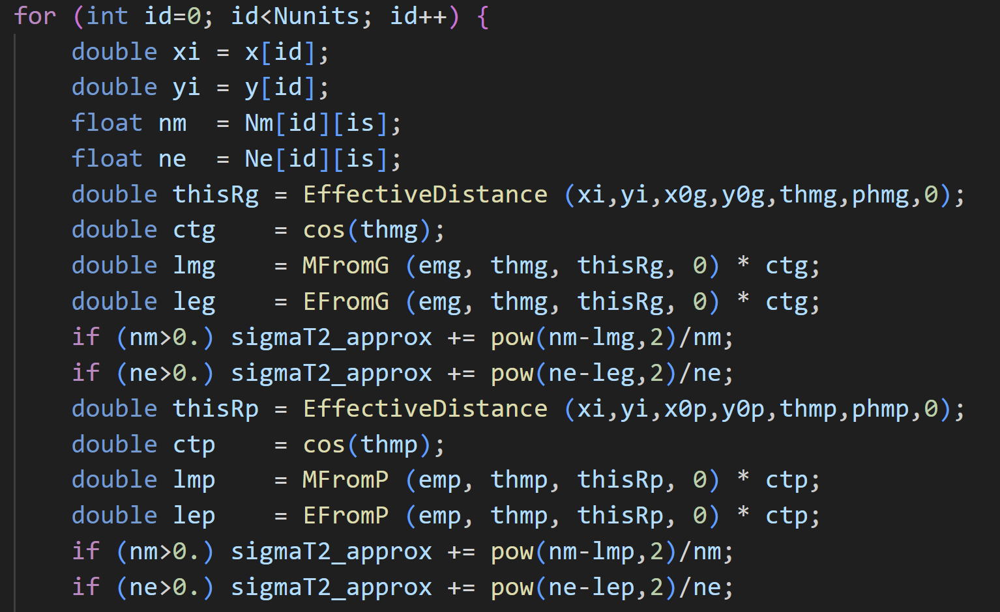 for (int id=0; id<Nunits; id++) {
    double xi = x[id];
    double yi = y[id];
    float nm  = Nm[id][is];
    float ne  = Ne[id][is];
    double thisRg = EffectiveDistance (xi,yi,x0g,y0g,thmg,phmg,0);
    double ctg    = cos(thmg);
    double lmg    = MFromG (emg, thmg, thisRg, 0) * ctg;
    double leg    = EFromG (emg, thmg, thisRg, 0) * ctg;
    if (nm>0.) sigmaT2_approx += pow(nm-lmg,2)/nm;
    if (ne>0.) sigmaT2_approx += pow(ne-leg,2)/ne;
    double thisRp = EffectiveDistance (xi,yi,x0p,y0p,thmp,phmp,0);
    double ctp    = cos(thmp);
    double lmp    = MFromP (emp, thmp, thisRp, 0) * ctp;
    double lep    = EFromP (emp, thmp, thisRp, 0) * ctp;
    if (nm>0.) sigmaT2_approx += pow(nm-lmp,2)/nm;
    if (ne>0.) sigmaT2_approx += pow(ne-lep,2)/ne;